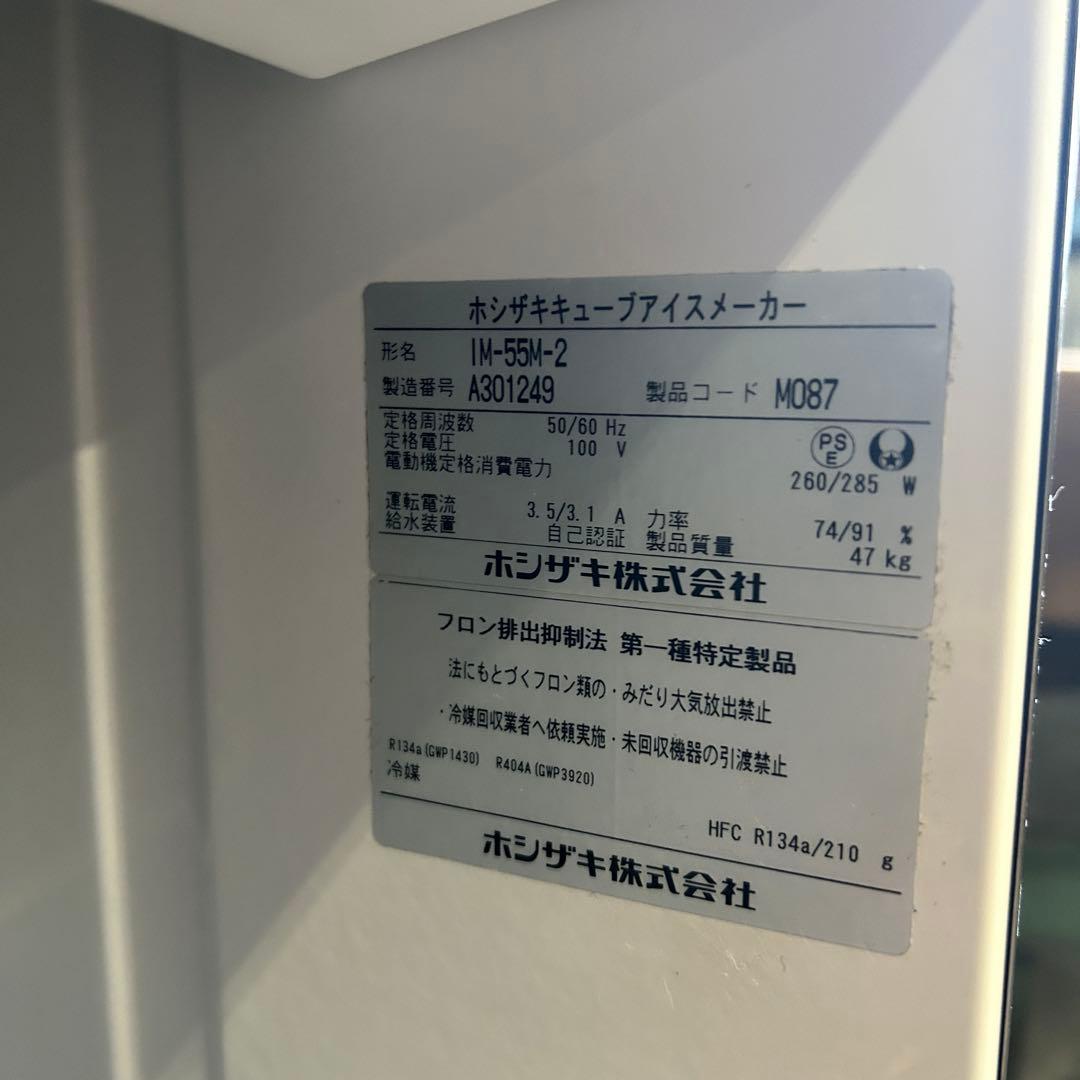 ホシザキキューブアイスメーカー
形名 IM-55M-2
製造番号 A301249 製品コード M087
定格周波数 50/60 Hz
定格電圧 100 V
電動機定格消費電力 260/285 W
PS
E
運転電流 3.5/3.1 A 力率 74/91 %
給水装置 自己認証 製品質量 47 kg
ホシザキ株式会社
フロン排出抑制法 第一種特定製品
法にもとづくフロン類の・みだり大気放出禁止
・冷媒回収業者へ依頼実施・未回収機器の引渡禁止
R134a(GWP1430) R404A(GWP3920)
冷媒
HFC R134a/210 g
ホシザキ株式会社